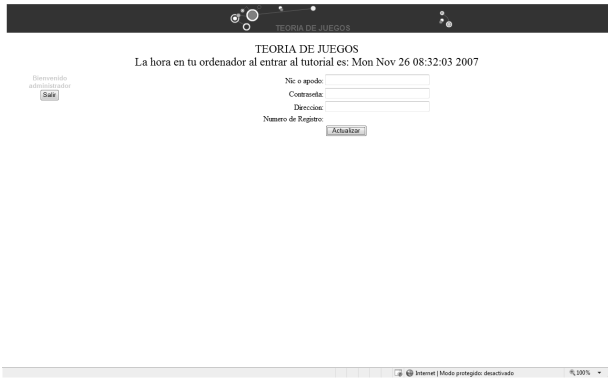 TEORIA DE JUEGOS
TEORIA DE JUEGOS
La hora en tu ordenador al entrar al tutorial es: Mon Nov 26 08:32:03 2007
Bienvenido
administrador
Salir
Nic o apodo:
Contraseña:
Direccion:
Numero de Registro:
Actualizar
Internet | Modo protegido: desactivado
100%